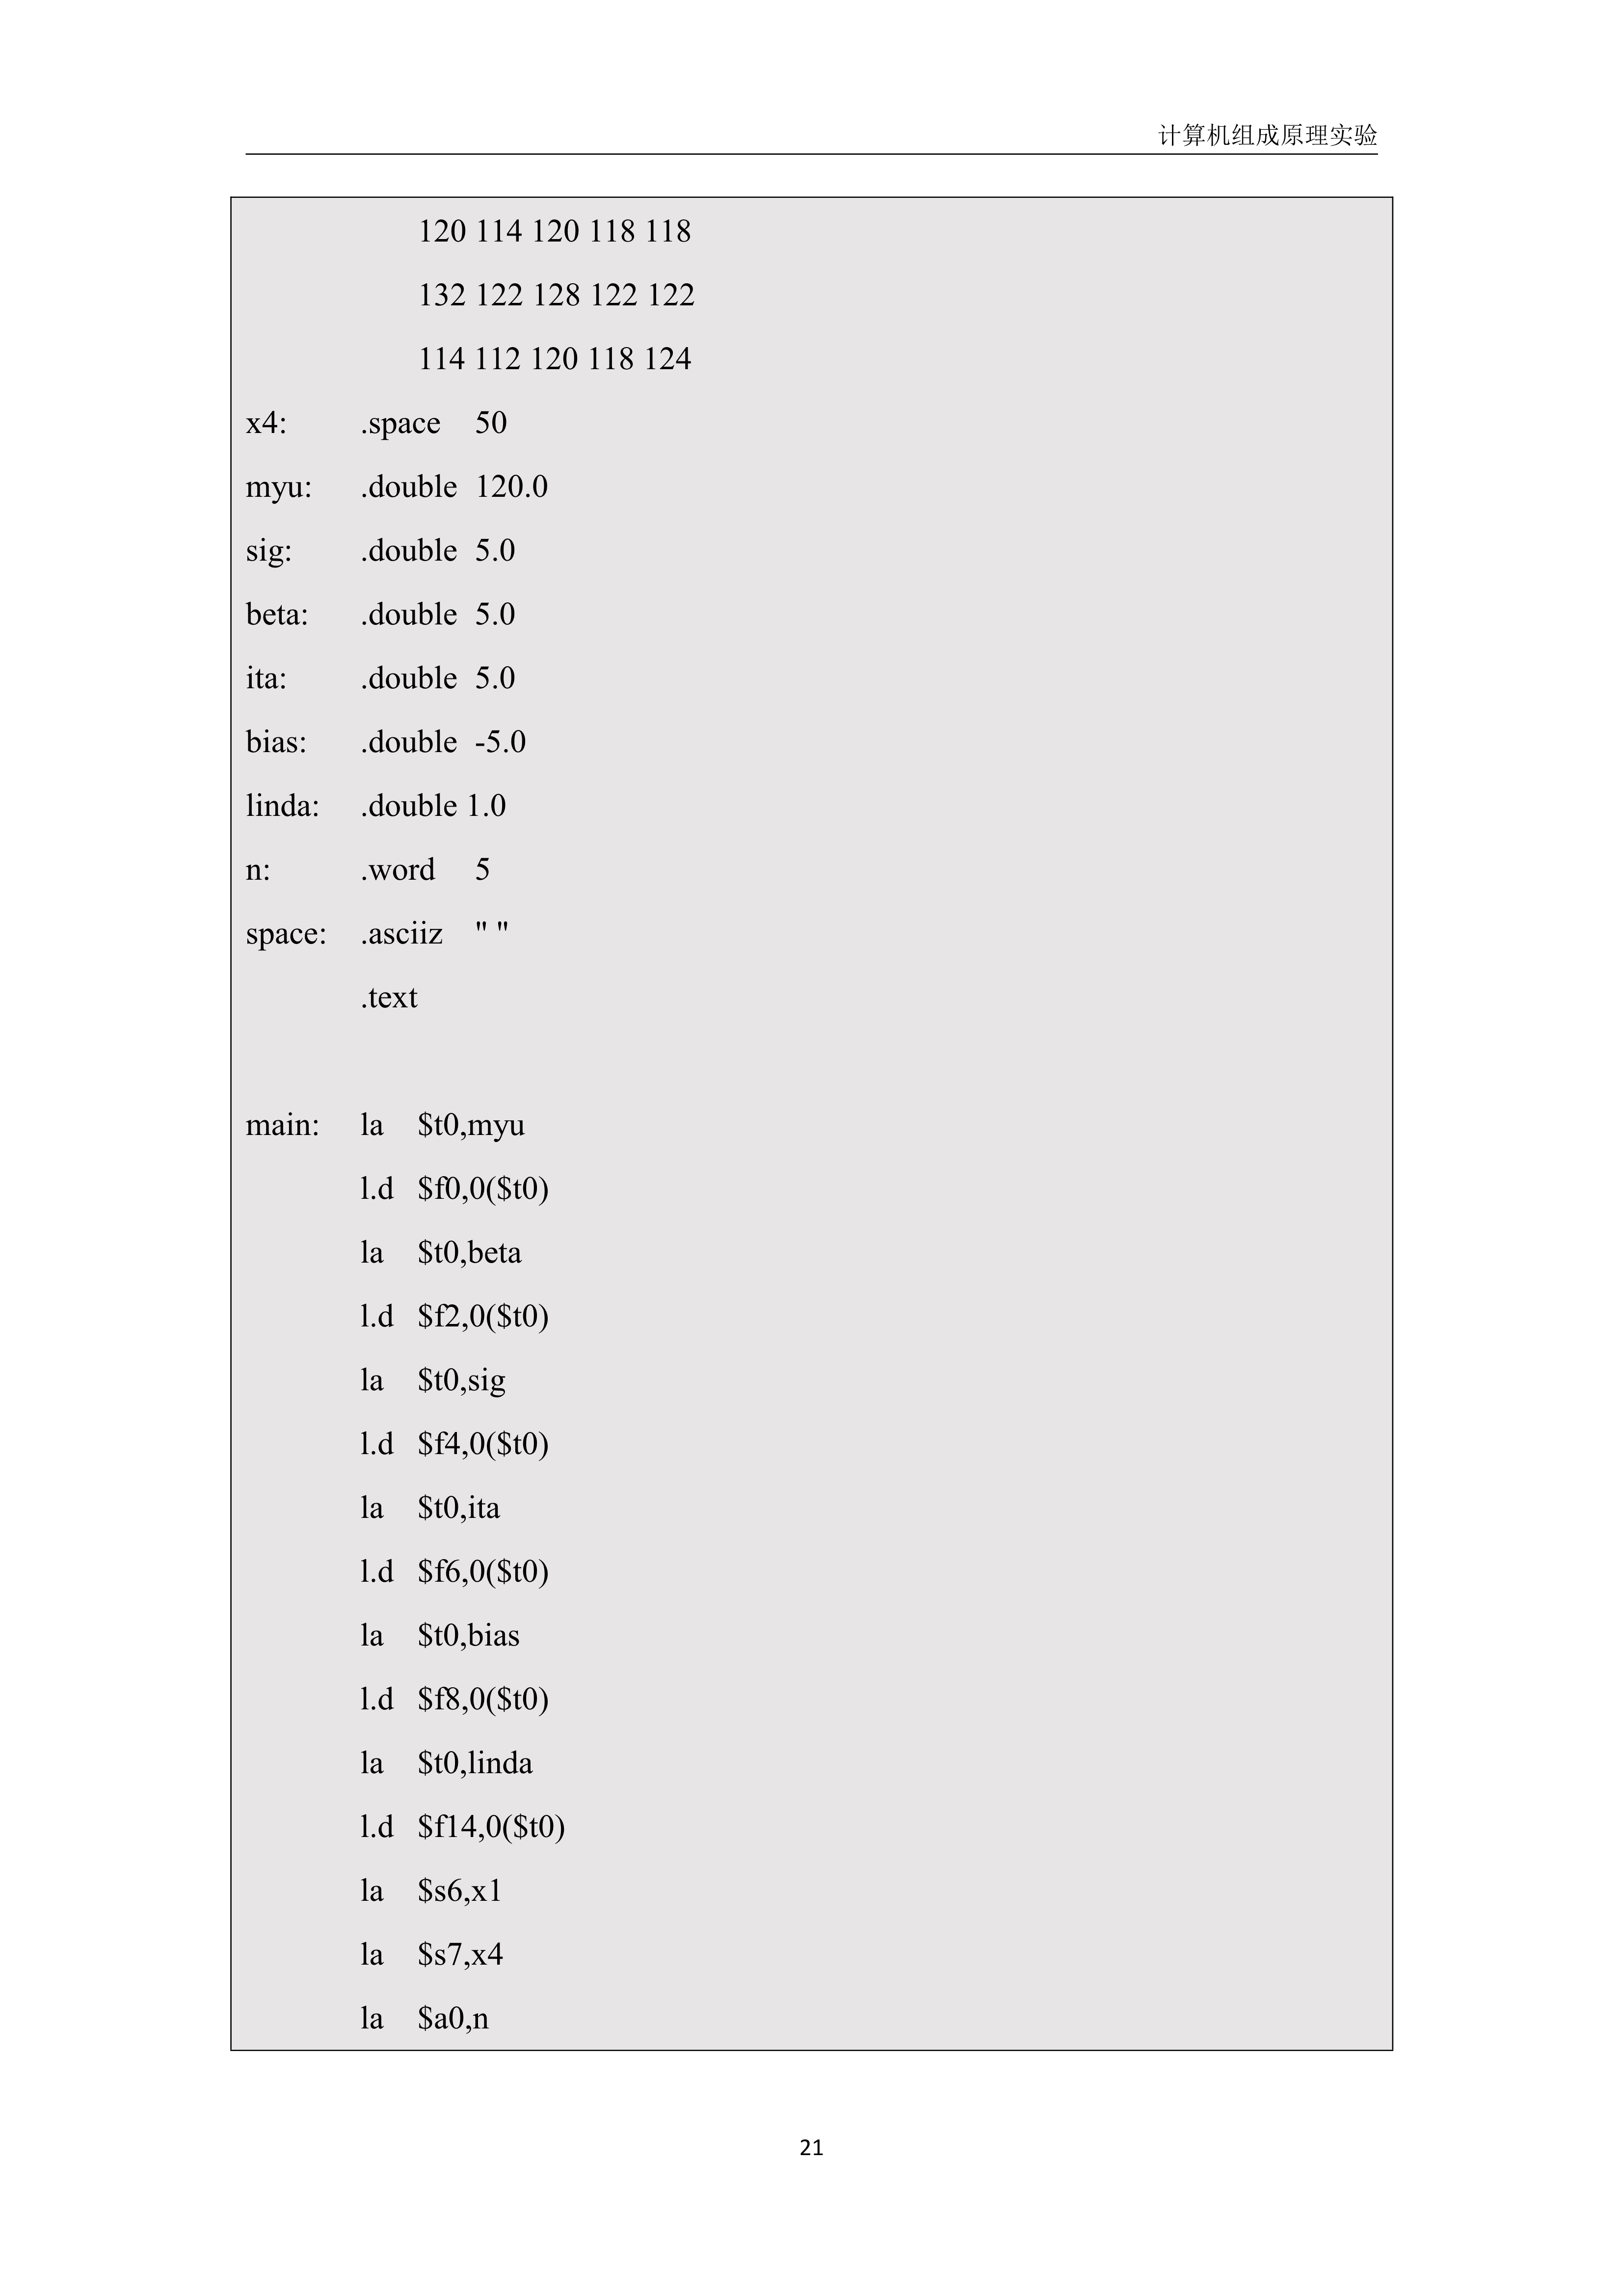 计算机组成原理实验
120 114 120 118 118
132 122 128 122 122
114 112 120 118 124
x4: .space 50
myu: .double 120.0
sig: .double 5.0
beta: .double 5.0
ita: .double 5.0
bias: .double -5.0
linda: .double 1.0
n: .word 5
space: .asciiz " "
.text
main: la $t0,myu
l.d $f0,0($t0)
la $t0,beta
l.d $f2,0($t0)
la $t0,sig
l.d $f4,0($t0)
la $t0,ita
l.d $f6,0($t0)
la $t0,bias
l.d $f8,0($t0)
la $t0,linda
l.d $f14,0($t0)
la $s6,x1
la $s7,x4
la $a0,n
21